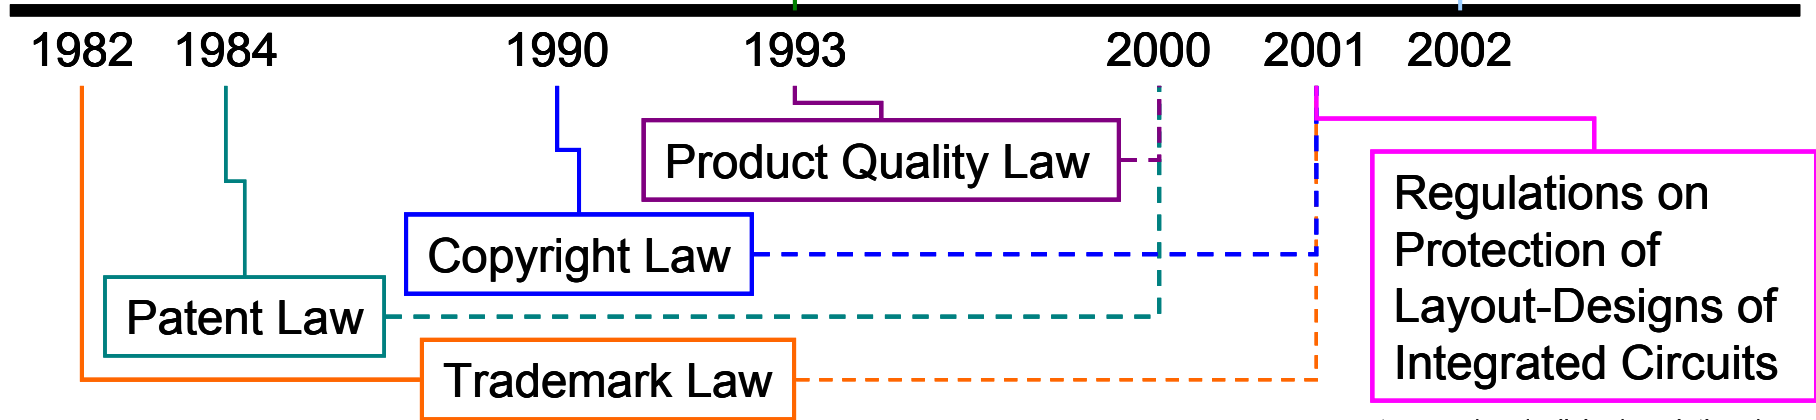 1982 1984 1990 1993 2000 2001 2002
Product Quality Law
Regulations on
Protection of
Layout-Designs of
Integrated Circuits
Copyright Law
Patent Law
Trademark Law